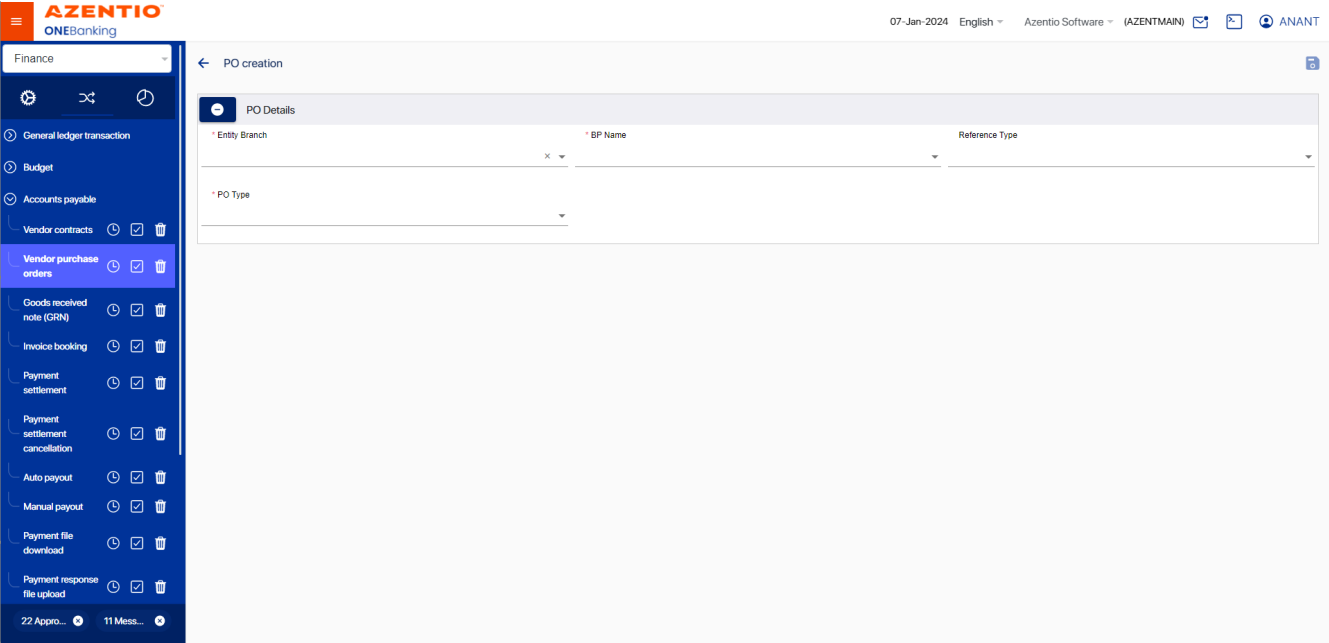 AZENTIO
ONEBanking
07-Jan-2024 English Azentio Software (AZENTMAIN) ANANT
Finance
PO creation
PO Details
* Entity Branch * BP Name Reference Type
* PO Type
General ledger transaction
Budget
Accounts payable
Vendor contracts
Vendor purchase
orders
Goods received
note (GRN)
Invoice booking
Payment
settlement
Payment
settlement
cancellation
Auto payout
Manual payout
Payment file
download
Payment response
file upload
22 Appro... 11 Mess...